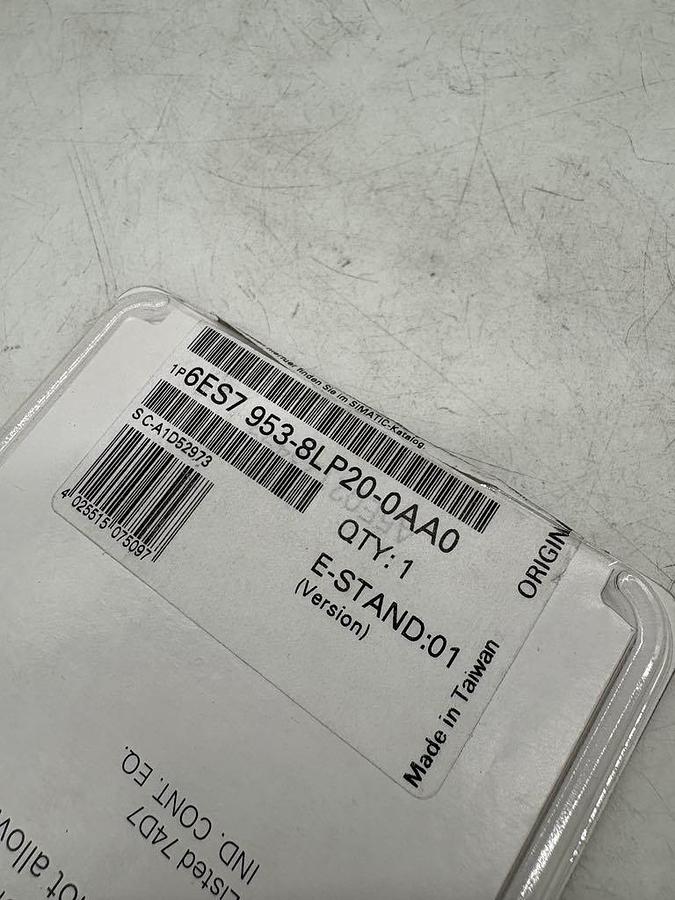 nummer finden Sie im SIMATIC-Katalog.
1P6ES7 953-8LP20-0AA0
SC-A1D52973
4 025515 075097
QTY: 1
E-STAND:01
(Version)
Made in Taiwan
ORIGIN
Listed 74D7
IND. CONT. EQ.